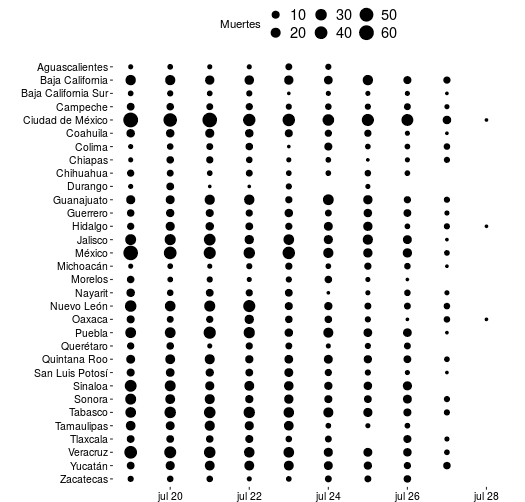 Muertes
10 30 50
20 40 60
Aguascalientes
Baja California
Baja California Sur
Campeche
Ciudad de México
Coahuila
Colima
Chiapas
Chihuahua
Durango
Guanajuato
Guerrero
Hidalgo
Jalisco
México
Michoacán
Morelos
Nayarit
Nuevo León
Oaxaca
Puebla
Querétaro
Quintana Roo
San Luis Potosí
Sinaloa
Sonora
Tabasco
Tamaulipas
Tlaxcala
Veracruz
Yucatán
Zacatecas
jul 20 jul 22 jul 24 jul 26 jul 28